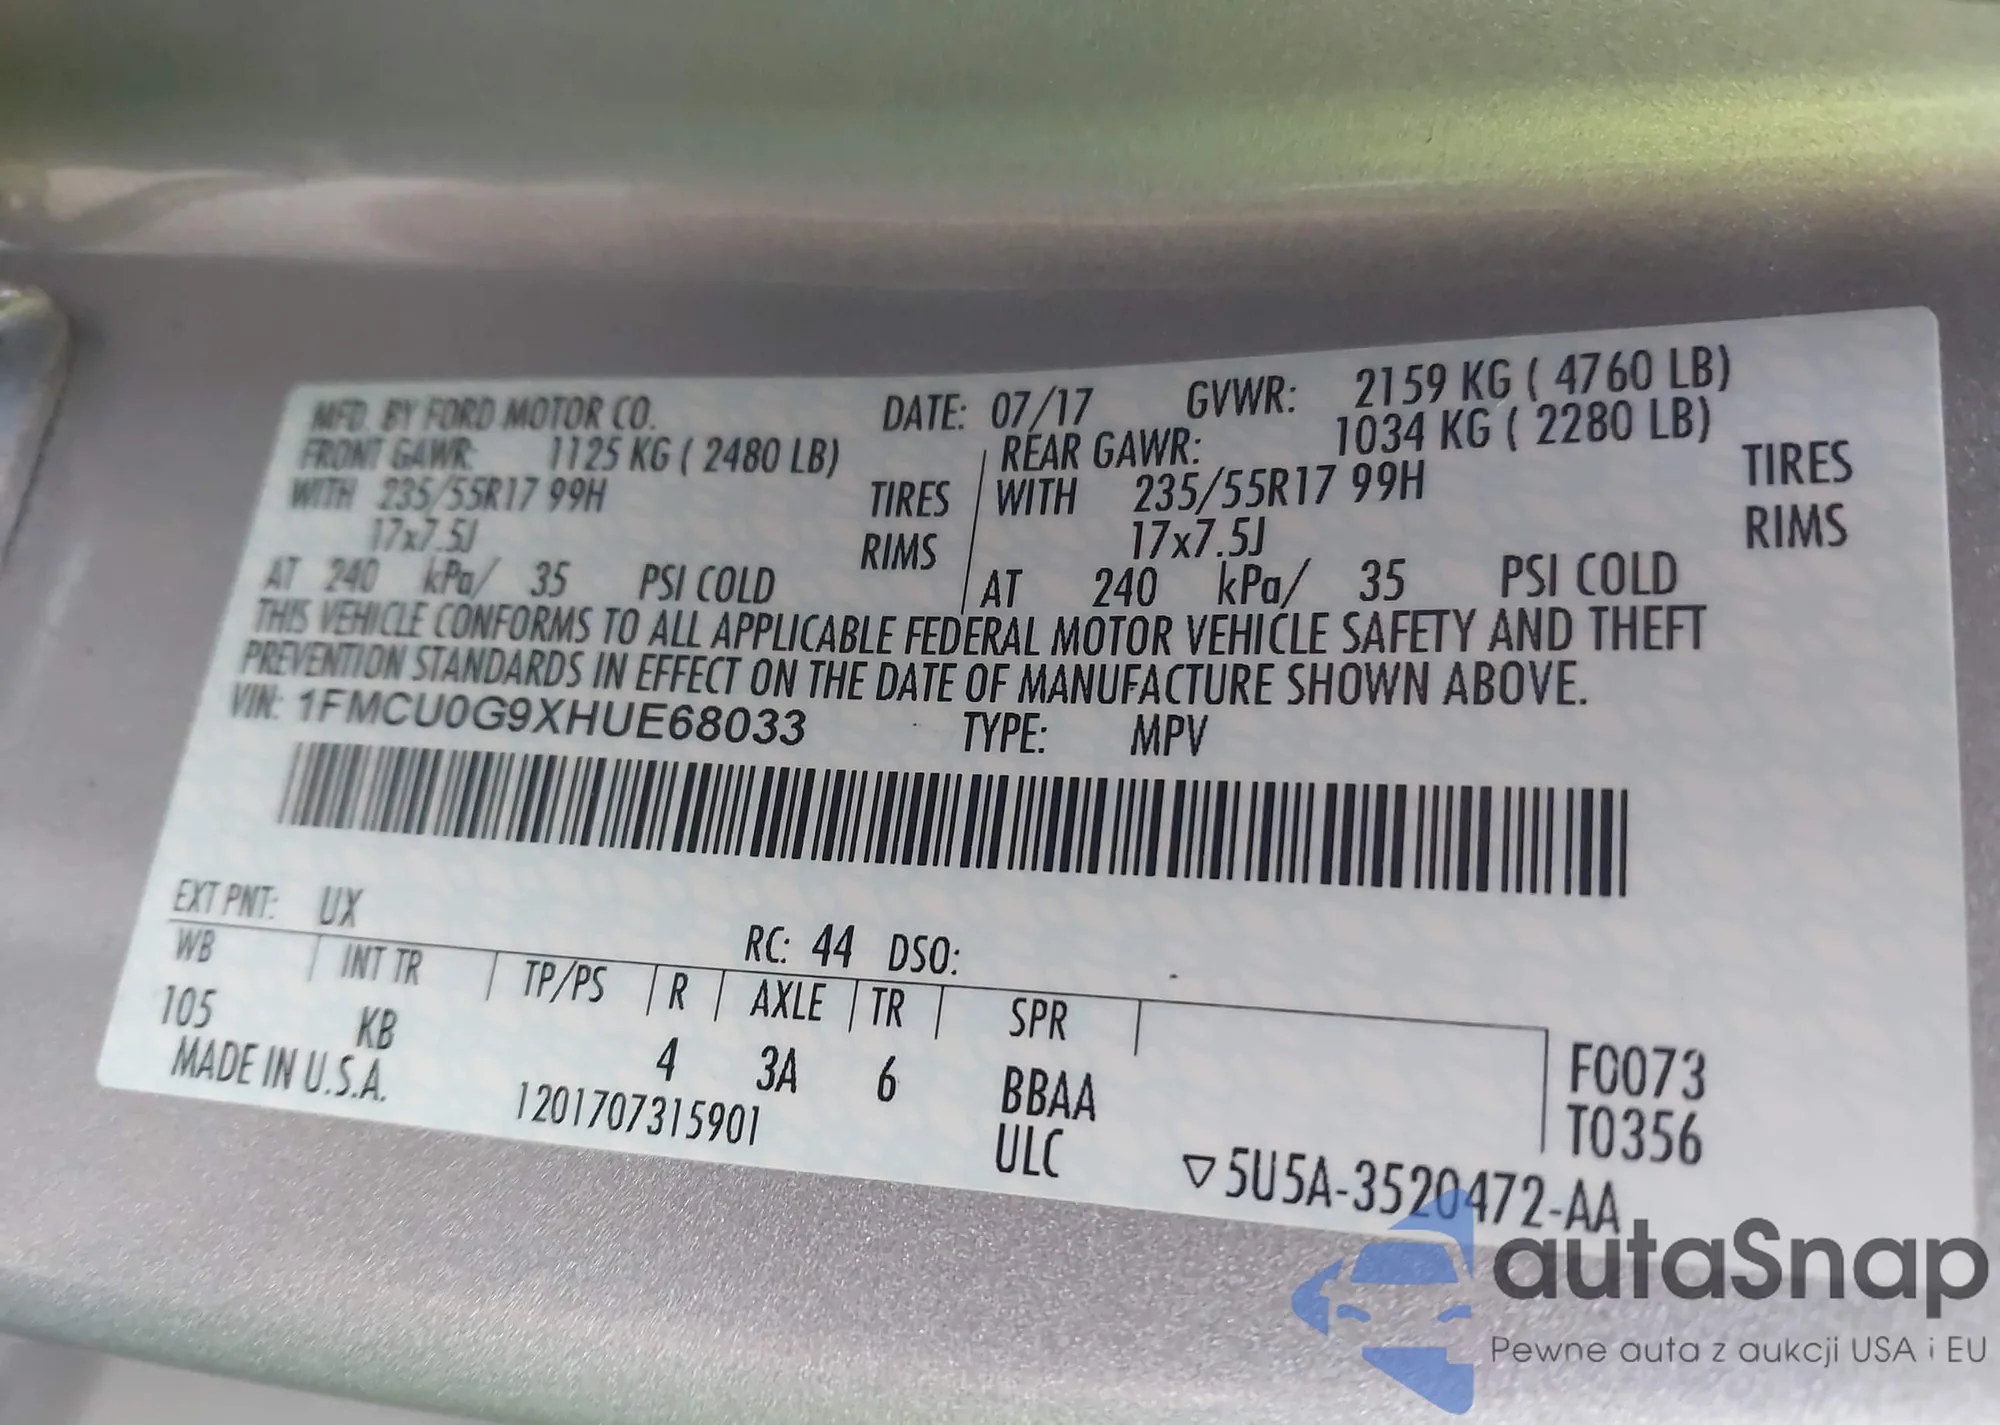 MFD. BY FORD MOTOR CO. DATE: 07/17 GVWR: 2159 KG ( 4760 LB)
FRONT GAWR: 1125 KG ( 2480 LB) REAR GAWR: 1034 KG ( 2280 LB)
WITH 235/55R17 99H TIRES WITH 235/55R17 99H TIRES
17x7.5J RIMS 17x7.5J RIMS
AT 240 kPa/ 35 PSI COLD AT 240 kPa/ 35 PSI COLD
THIS VEHICLE CONFORMS TO ALL APPLICABLE FEDERAL MOTOR VEHICLE SAFETY AND THEFT
PREVENTION STANDARDS IN EFFECT ON THE DATE OF MANUFACTURE SHOWN ABOVE.
VIN: 1FMCU0G9XHUE68033 TYPE: MPV
EXT PNT: UX RC: 44 DSO:
WB INT TR TP/PS R AXLE TR SPR
105 KB 4 3A 6 BBAA F0073
MADE IN U.S.A. 1201707315901 ULC T0356
▽5U5A-3520472-AA
autaSnap
Pewne auta z aukcji USA i EU